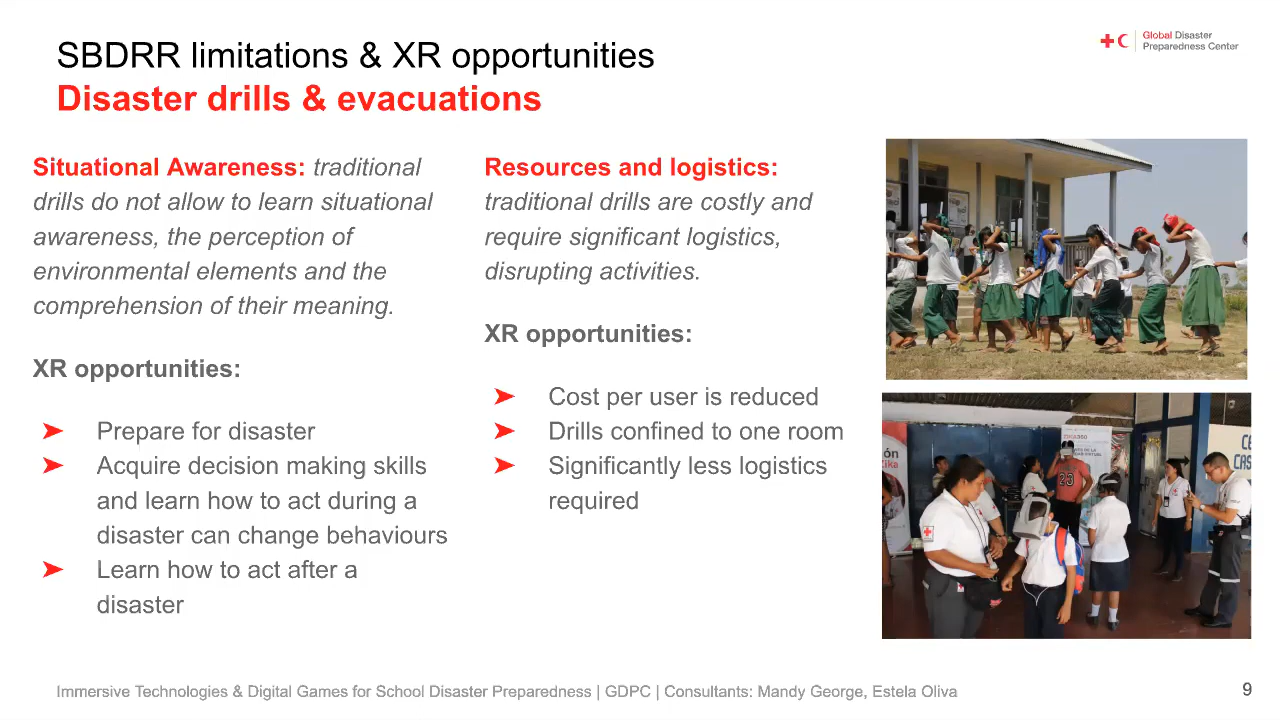 SBDRR limitations & XR opportunities
Disaster drills & evacuations
Global Disaster
Preparedness Center
Situational Awareness: traditional
drills do not allow to learn situational
awareness, the perception of
environmental elements and the
comprehension of their meaning.
XR opportunities:
➤ Prepare for disaster
➤ Acquire decision making skills
and learn how to act during a
disaster can change behaviours
➤ Learn how to act after a
disaster
Resources and logistics:
traditional drills are costly and
require significant logistics,
disrupting activities.
XR opportunities:
➤ Cost per user is reduced
➤ Drills confined to one room
➤ Significantly less logistics
required
23
Immersive Technologies & Digital Games for School Disaster Preparedness | GDPC | Consultants: Mandy George, Estela Oliva
9